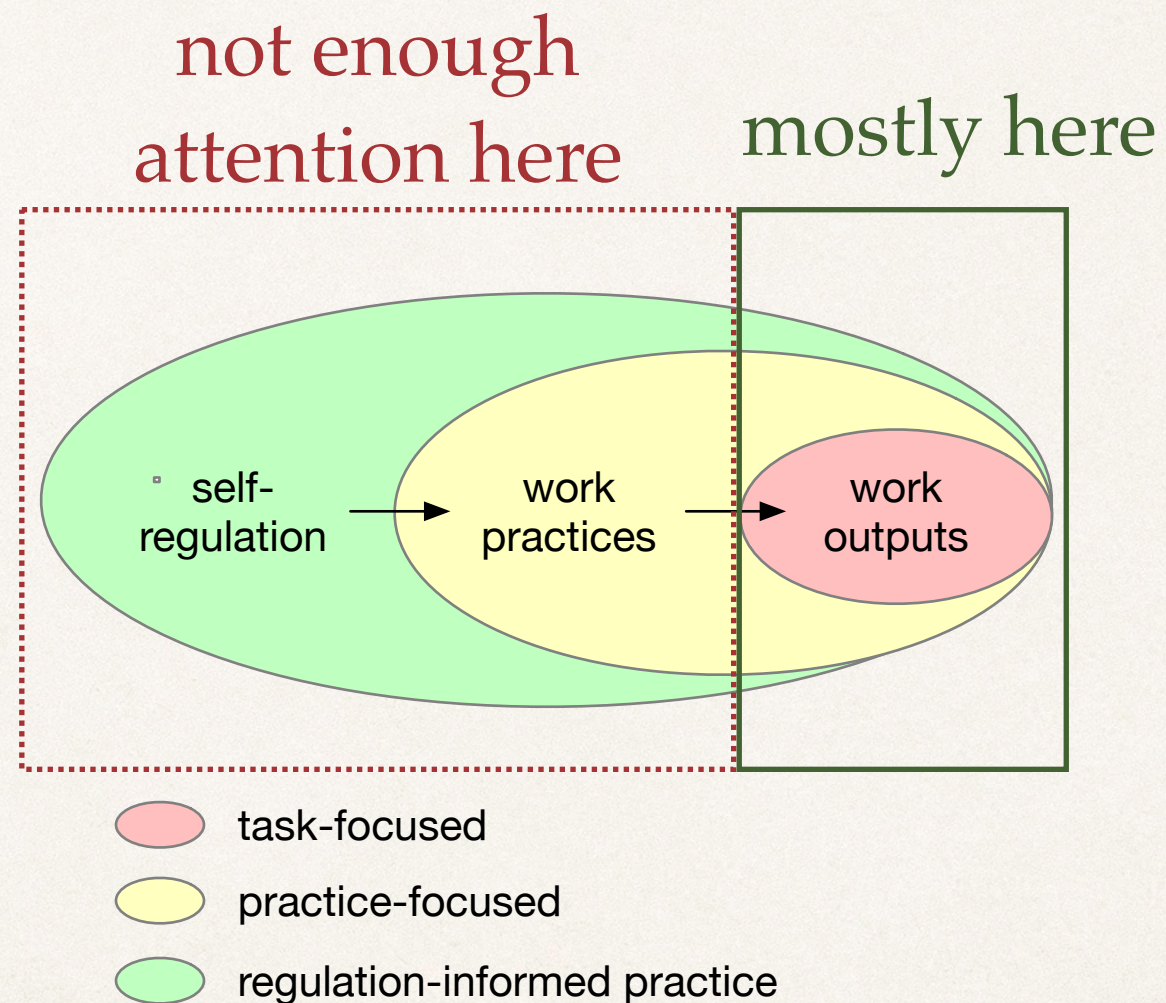 not enough
attention here
mostly here
self-
regulation
work
practices
work
outputs
task-focused
practice-focused
regulation-informed practice